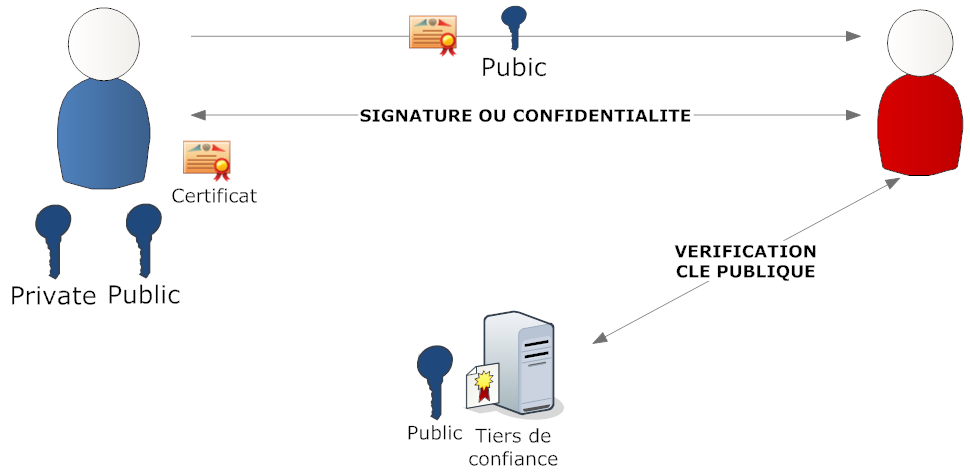 Pubic
SIGNATURE OU CONFIDENTIALITE
Certificat
Private Public
VERIFICATION
CLE PUBLIQUE
Public
Tiers de
confiance